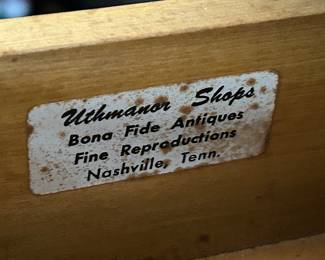 Uthmanor Shops
Bona Fide Antiques
Fine Reproductions
Nashville, Tenn.